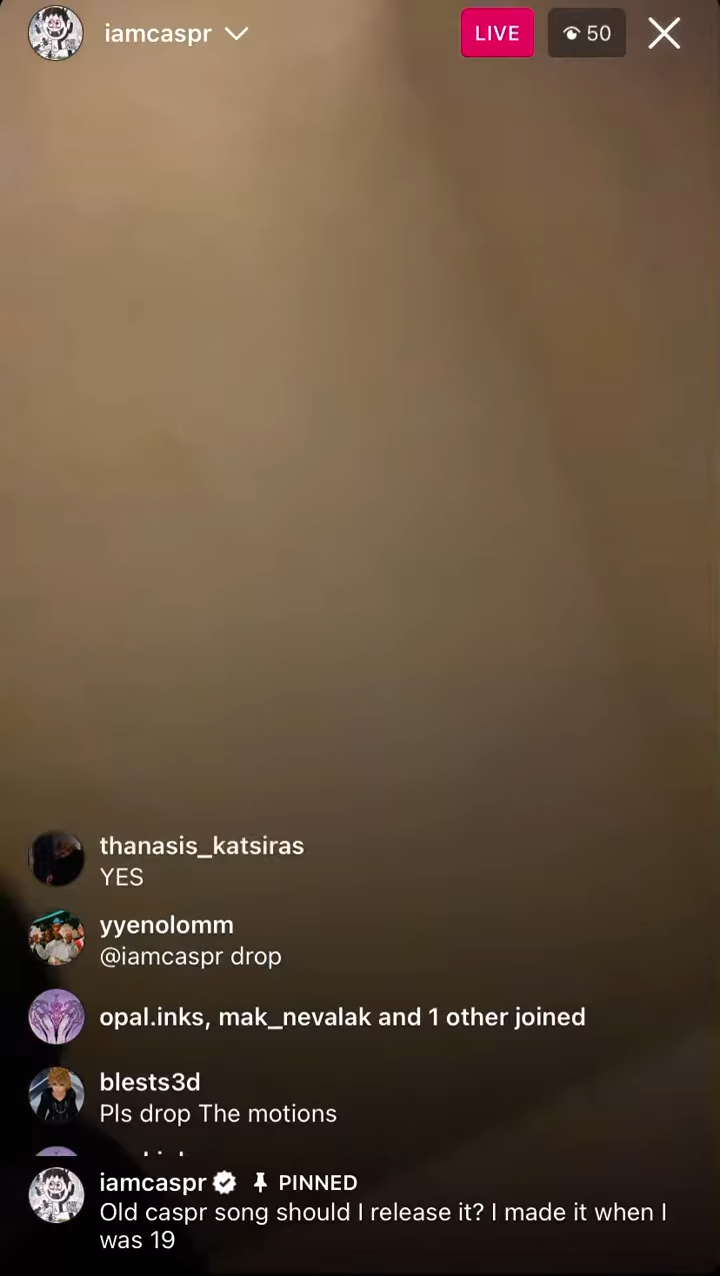 iamcaspr
LIVE
50
thanasis_katsiras
YES
yyenolomm
@iamcaspr drop
opal.inks, mak_nevalak and 1 other joined
blests3d
Pls drop The motions
iamcaspr PINNED
Old caspr song should I release it? I made it when I
was 19